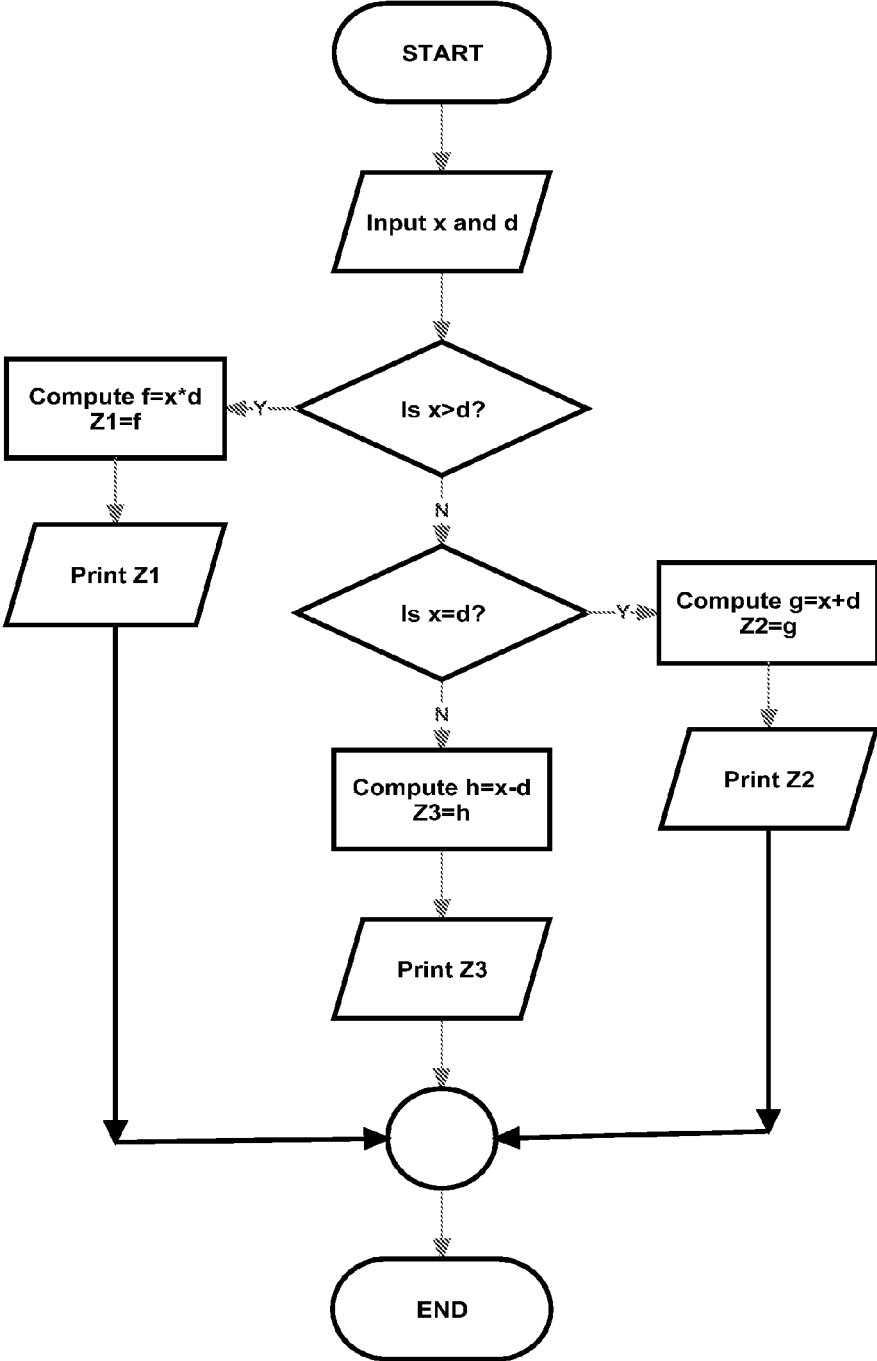 START
Input x and d
Is x>d?
Y
Compute f=x*d
Z1=f
Print Z1
N
Is x=d?
Y
Compute g=x+d
Z2=g
Print Z2
N
Compute h=x-d
Z3=h
Print Z3
END